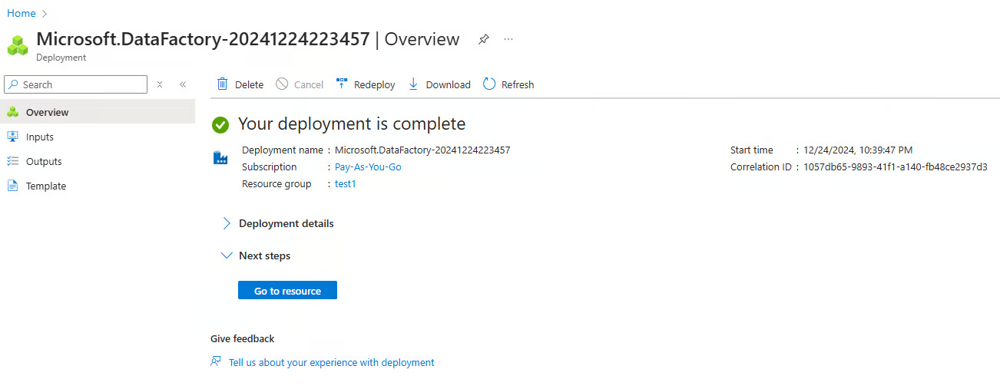 Home
Microsoft.DataFactory-20241224223457 | Overview
Deployment
Search
Delete Cancel Redeploy Download Refresh
Overview
Inputs
Outputs
Template
Your deployment is complete
Deployment name : Microsoft.DataFactory-20241224223457
Subscription : Pay-As-You-Go
Resource group : test1
Start time : 12/24/2024, 10:39:47 PM
Correlation ID : 1057db65-9893-41f1-a140-fb48ce2937d3
Deployment details
Next steps
Go to resource
Give feedback
Tell us about your experience with deployment